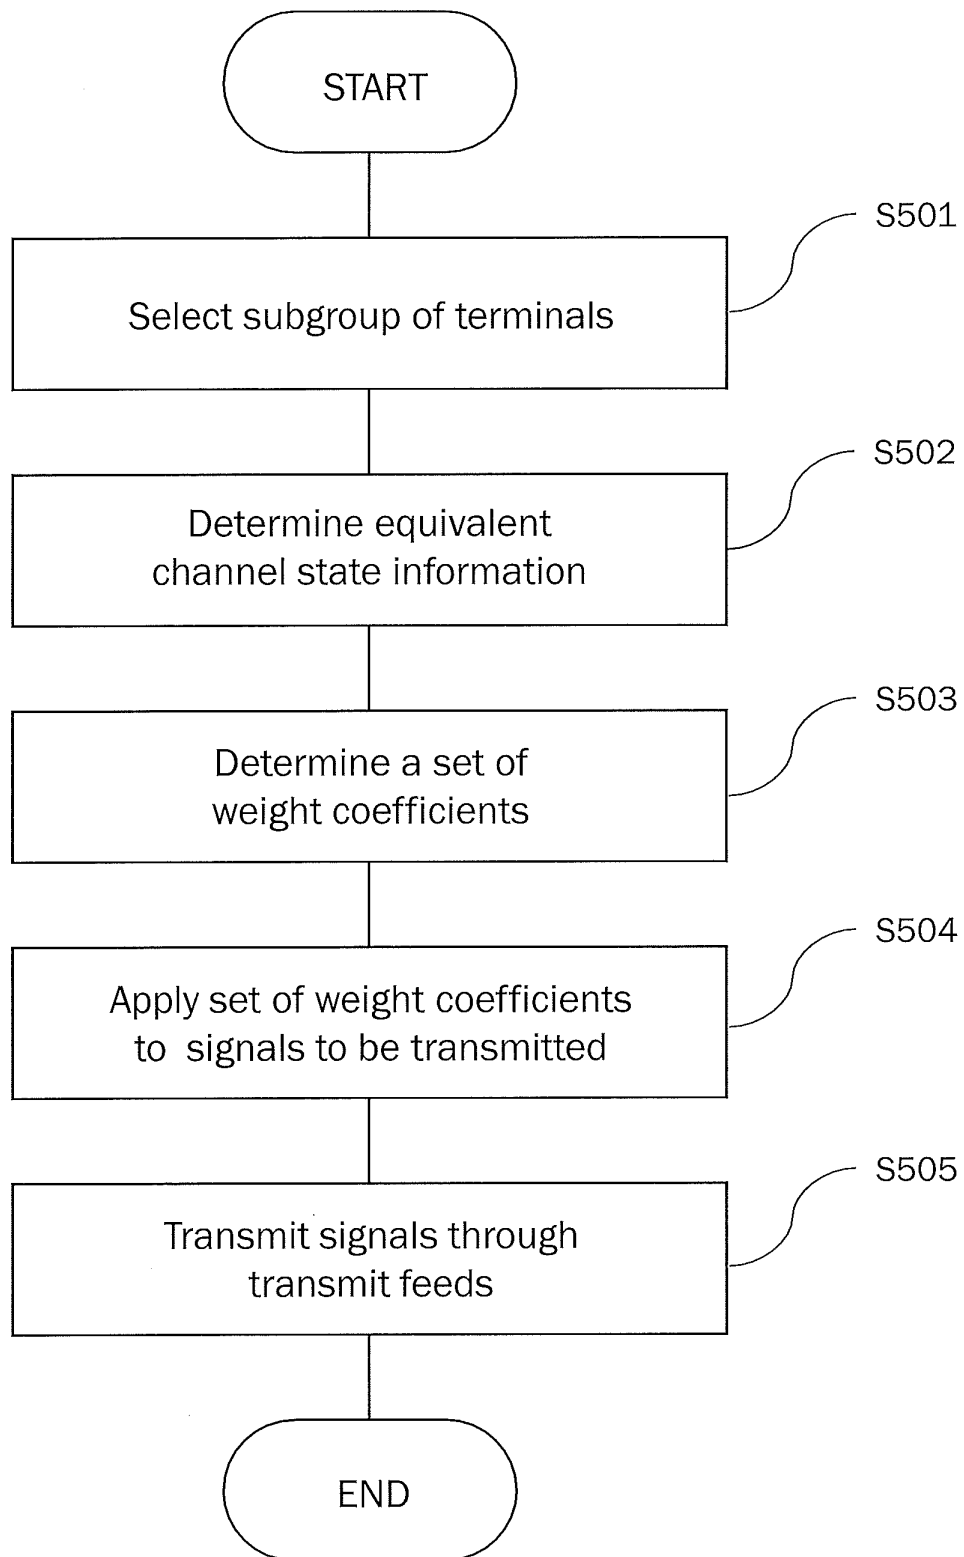 START
S501
Select subgroup of terminals
S502
Determine equivalent
channel state information
S503
Determine a set of
weight coefficients
S504
Apply set of weight coefficients
to signals to be transmitted
S505
Transmit signals through
transmit feeds
END